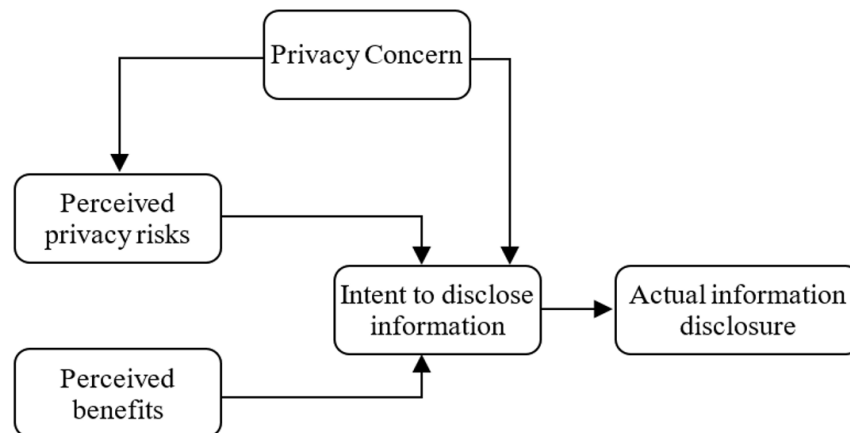 Privacy Concern
Perceived
privacy risks
Intent to disclose
information
Actual information
disclosure
Perceived
benefits